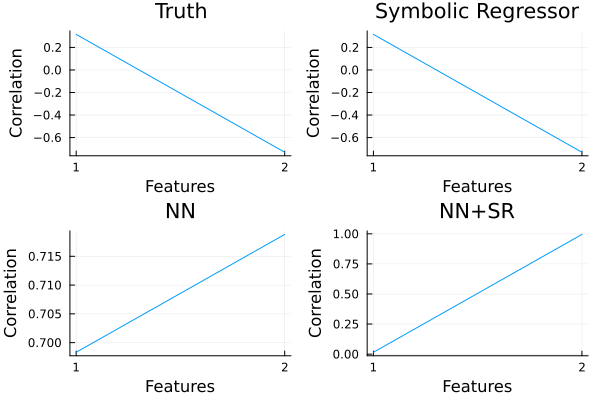 Truth
Correlation
0.2
0.0
−0.2
−0.4
−0.6
1
2
Features
Symbolic Regressor
Correlation
0.2
0.0
−0.2
−0.4
−0.6
1
2
Features
NN
Correlation
0.715
0.710
0.705
0.700
1
2
Features
NN+SR
Correlation
1.00
0.75
0.50
0.25
0.00
1
2
Features